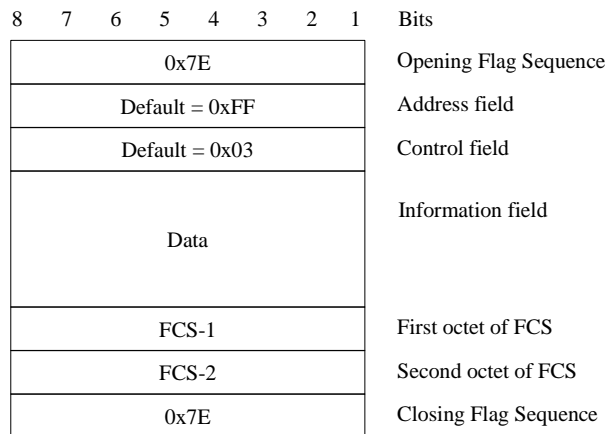 8 7 6 5 4 3 2 1 Bits
0x7E Opening Flag Sequence
Default = 0xFF Address field
Default = 0x03 Control field
Information field
Data
FCS-1 First octet of FCS
FCS-2 Second octet of FCS
0x7E Closing Flag Sequence